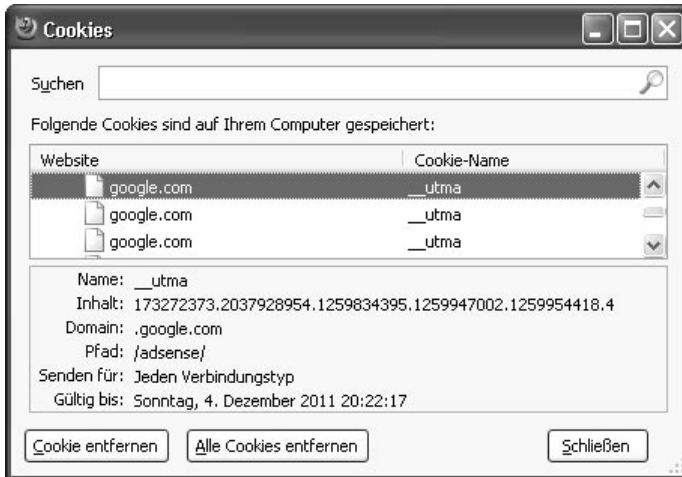 Cookies
Suchen
Folgende Cookies sind auf Ihrem Computer gespeichert:
Website Cookie-Name
google.com __utma
google.com __utma
google.com __utma
Name: __utma
Inhalt: 173272373.2037928954.1259834395.1259947002.1259954418.4
Domain: .google.com
Pfad: /adsense/
Senden für: Jeden Verbindungstyp
Gültig bis: Sonntag, 4. Dezember 2011 20:22:17
Cookie entfernen Alle Cookies entfernen Schließen